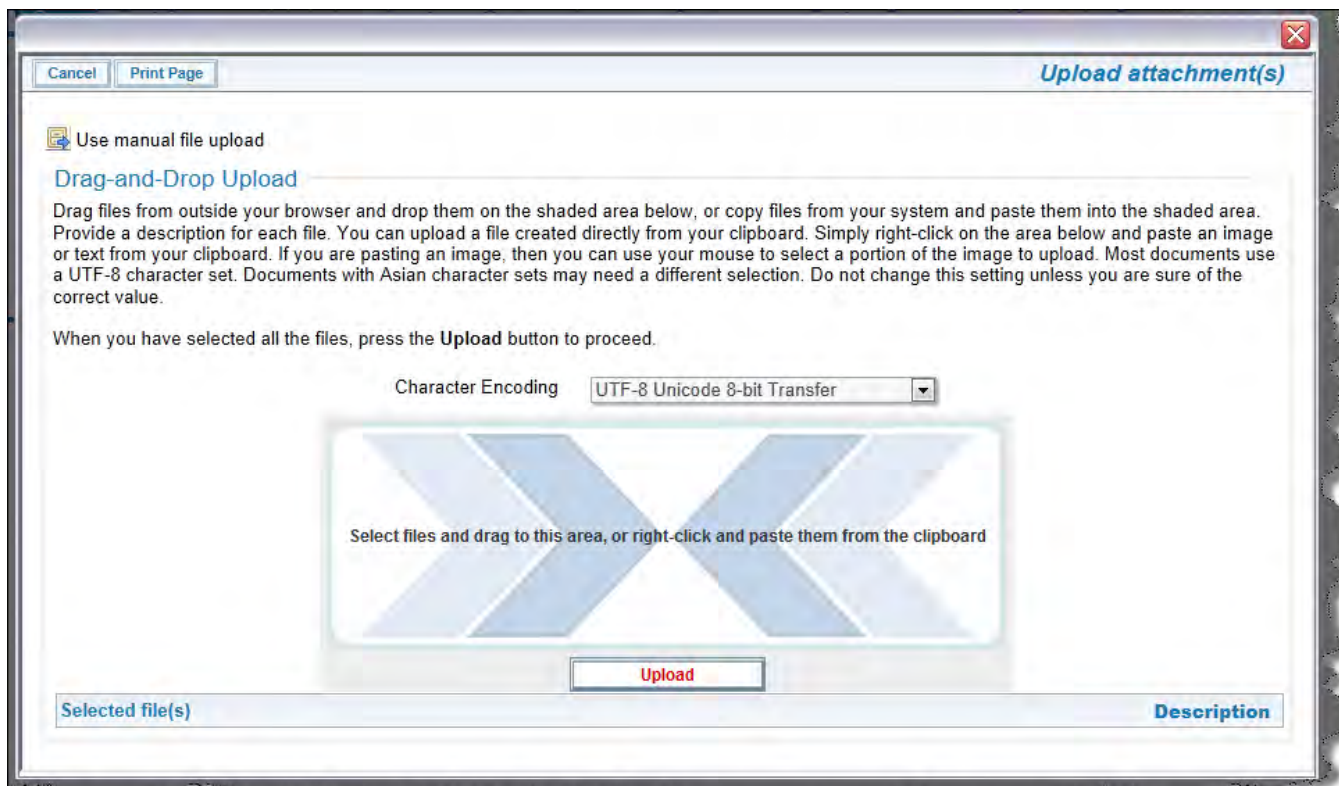 Cancel Print Page Upload attachment(s)
Use manual file upload
Drag-and-Drop Upload
Drag files from outside your browser and drop them on the shaded area below, or copy files from your system and paste them into the shaded area.
Provide a description for each file. You can upload a file created directly from your clipboard. Simply right-click on the area below and paste an image
or text from your clipboard. If you are pasting an image, then you can use your mouse to select a portion of the image to upload. Most documents use
a UTF-8 character set. Documents with Asian character sets may need a different selection. Do not change this setting unless you are sure of the
correct value.
When you have selected all the files, press the Upload button to proceed.
Character Encoding UTF-8 Unicode 8-bit Transfer
Select files and drag to this area, or right-click and paste them from the clipboard
Upload
Selected file(s) Description